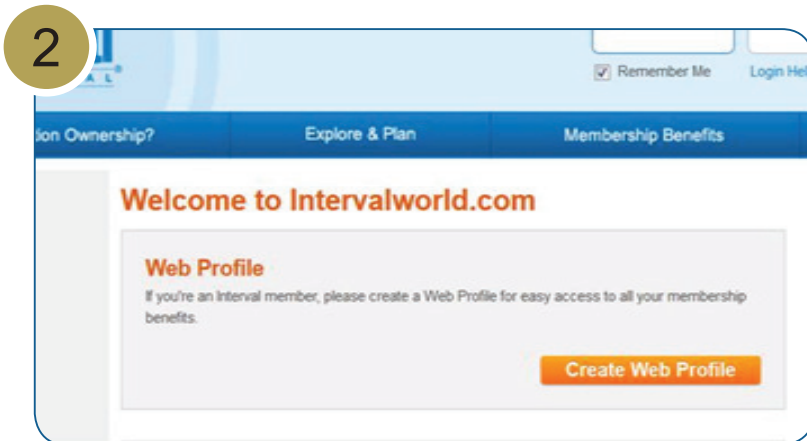 2
A L®
Remember Me
Login Hel
ion Ownership?
Explore & Plan
Membership Benefits
Welcome to Intervalworld.com
Web Profile
If you're an Interval member, please create a Web Profile for easy access to all your membership
benefits.
Create Web Profile